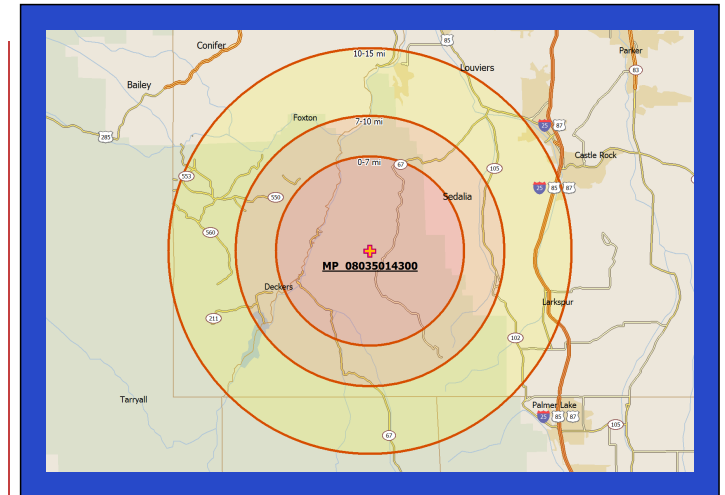 85
Conifer
10-15 mi
Parker
Louviers
83
Bailey
Foxton
7-10 mi
25 87
285
Castle Rock
0-7 mi
67
105
553
25 85 87
550
Sedalia
560
MP 08035014300
Deckers
Larkspur
211
102
Tarryall
Palmer Lake
25 85 87
105
67